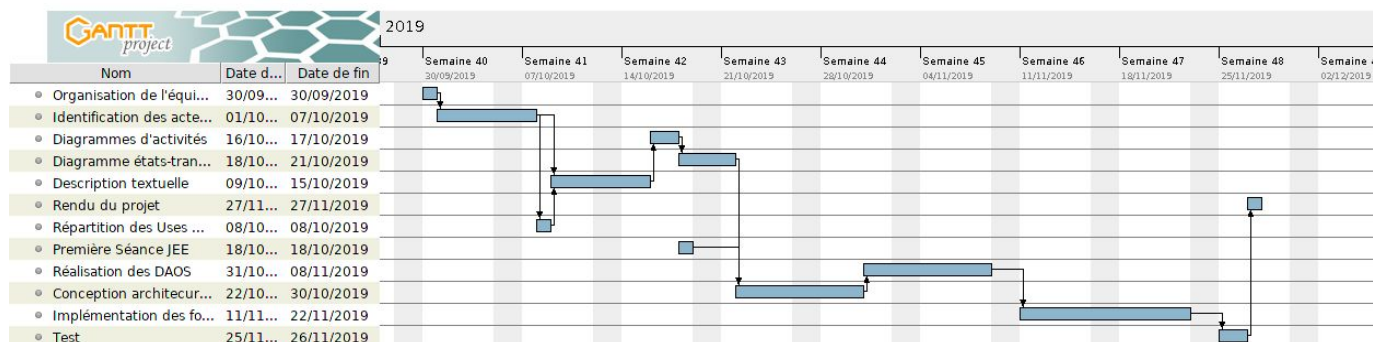 GANTT project
2019
39 Semaine 40 Semaine 41 Semaine 42 Semaine 43 Semaine 44 Semaine 45 Semaine 46 Semaine 47 Semaine 48 Semaine
30/09/2019 07/10/2019 14/10/2019 21/10/2019 28/10/2019 04/11/2019 11/11/2019 18/11/2019 25/11/2019 02/12/2019
Nom Date d... Date de fin
Organisation de l'équi... 30/09... 30/09/2019
Identification des acte... 01/10... 07/10/2019
Diagrammes d'activités 16/10... 17/10/2019
Diagramme états-tran... 18/10... 21/10/2019
Description textuelle 09/10... 15/10/2019
Rendu du projet 27/11... 27/11/2019
Répartition des Uses ... 08/10... 08/10/2019
Première Séance JEE 18/10... 18/10/2019
Réalisation des DAOS 31/10... 08/11/2019
Conception architecur... 22/10... 30/10/2019
Implémentation des fo... 11/11... 22/11/2019
Test 25/11... 26/11/2019